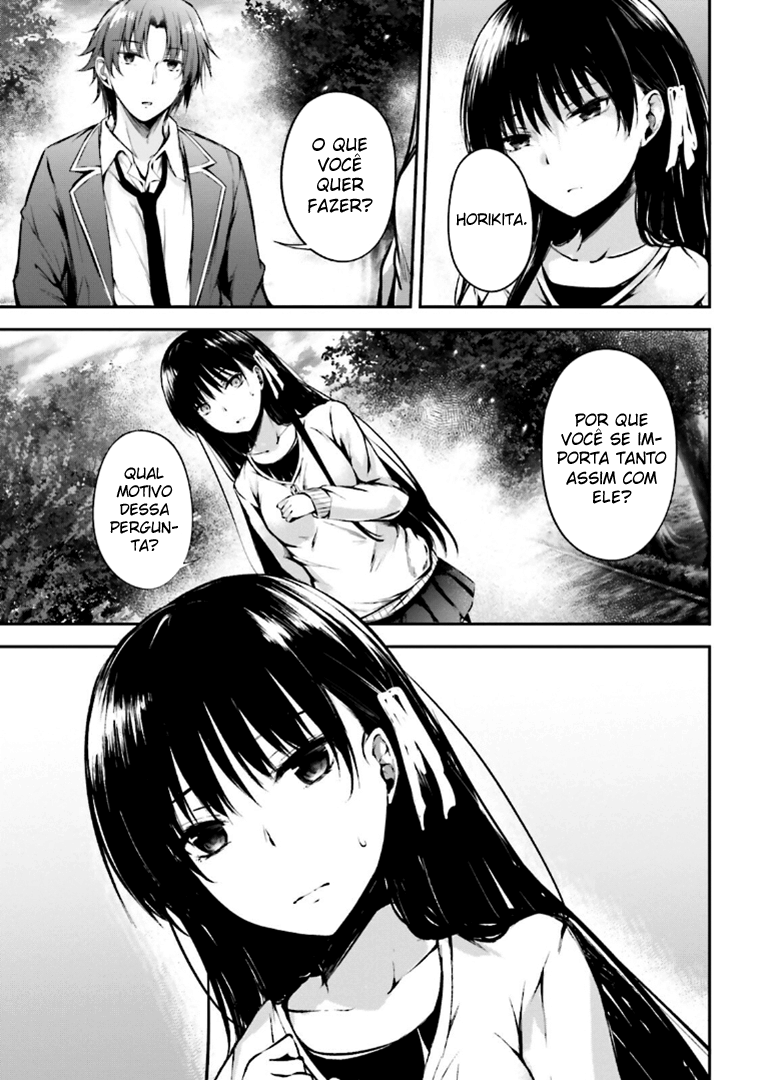 HORIKITA.
O QUE
VOCÊ
QUER
FAZER?
POR QUE
VOCÊ SE IM-
PORTA TANTO
ASSIM COM
ELE?
QUAL
MOTIVO
DESSA
PERGUN-
TA?